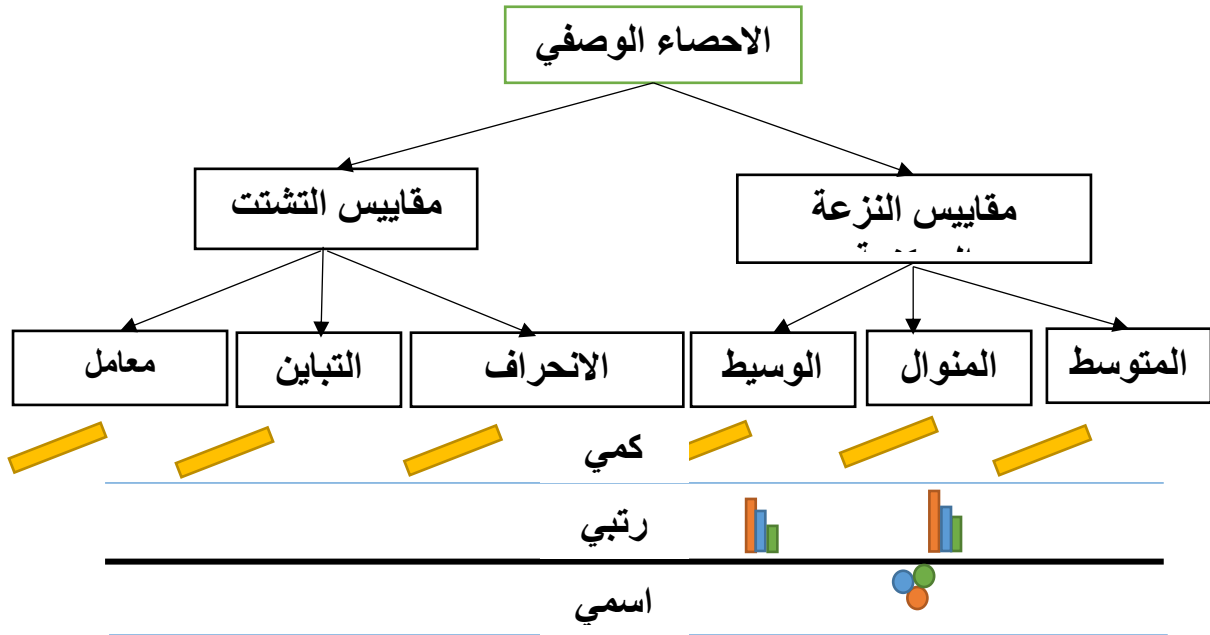 الاحصاء الوصفي
مقاييس النزعة
مقاييس التشتت
المتوسط
المنوال
الوسيط
الانحراف
التباين
معامل
كمي
رتبي
اسمي